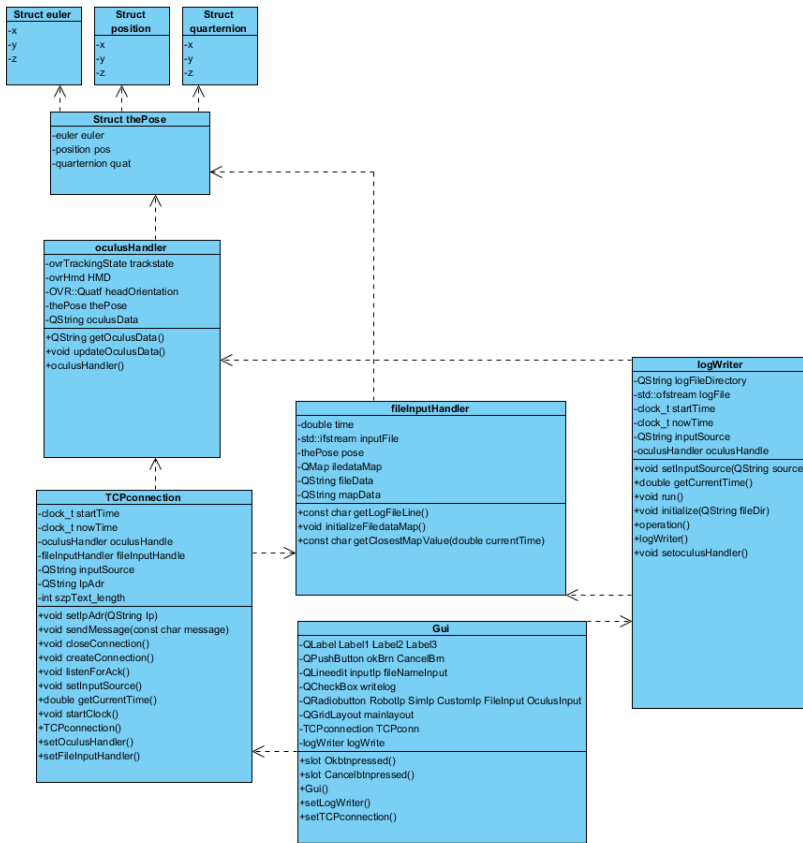 Struct euler
-x
-y
-z
Struct
position
-x
-y
-z
Struct
quarternion
-x
-y
-z
Struct thePose
-euler euler
-position pos
-quarternion quat
oculusHandler
-ovrTrackingState trackstate
-ovrHmd HMD
-OVR::Quatf headOrientation
-thePose thePose
-QString oculusData
+QString getOculusData()
+void updateOculusData()
+oculusHandler()
logWriter
-QString logFileDirectory
-std::ofstream logFile
-clock_t startTime
-clock_t nowTime
-QString inputSource
-oculusHandler oculusHandle
+void setInputSource(QString source
+double getCurrentTime()
+void run()
+void initialize(QString fileDir)
+operation()
+logWriter()
+void setoculusHandler()
fileInputHandler
-double time
-std::ifstream inputFile
-thePose pose
-QMap iledataMap
-QString fileData
-QString mapData
+const char getLogFileLine()
+void initializeFiledataMap()
+const char getClosestMapValue(double currentTime)
TCPconnection
-clock_t startTime
-clock_t nowTime
-oculusHandler oculusHandle
-fileInputHandler fileInputHandle
-QString inputSource
-QString IpAdr
-int szpText_length
+void setIpAdr(QString Ip)
+void sendMessage(const char message)
+void closeConnection()
+void createConnection()
+void listenForAck()
+void setInputSource()
+double getCurrentTime()
+void startClock()
+TCPconnection()
+setOculusHandler()
+setFileInputHandler()
Gui
-QLabel Label1 Label2 Label3
-QPushButton okBrn CancelBrn
-QLineedit inputIp fileNameInput
-QCheckBox writelog
-QRadiobutton RobotIp SimIp CustomIp FileInput OculusInput
-QGridLayout mainlayout
-TCPconnection TCPconn
-logWriter logWrite
+slot Okbtnpressed()
+slot Cancelbtnpressed()
+Gui()
+setLogWriter()
+setTCPconnection()